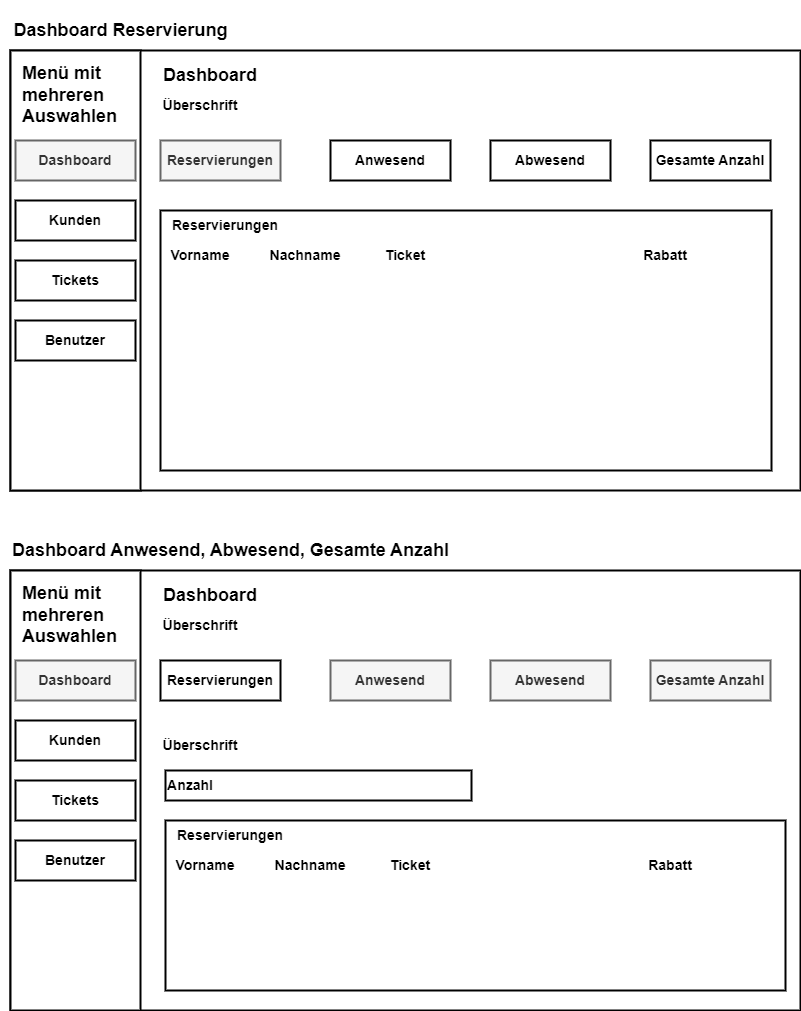 Dashboard Reservierung
Menü mit
mehreren
Auswahlen
Dashboard
Kunden
Tickets
Benutzer
Dashboard
Überschrift
Reservierungen
Anwesend
Abwesend
Gesamte Anzahl
Reservierungen
Vorname Nachname Ticket Rabatt
Dashboard Anwesend, Abwesend, Gesamte Anzahl
Menü mit
mehreren
Auswahlen
Dashboard
Kunden
Tickets
Benutzer
Dashboard
Überschrift
Reservierungen
Anwesend
Abwesend
Gesamte Anzahl
Überschrift
Anzahl
Reservierungen
Vorname Nachname Ticket Rabatt